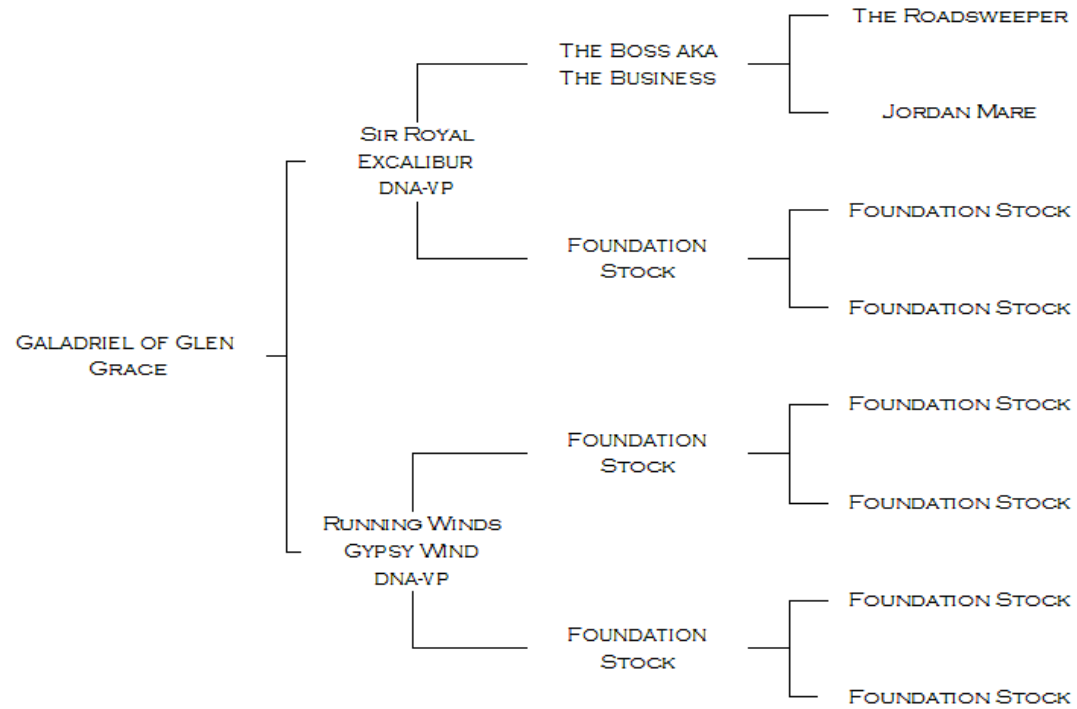 The Roadsweeper
The Boss aka
The Business
Jordan Mare
Sir Royal
Excalibur
DNA-VP
Foundation Stock
Foundation
Stock
Foundation Stock
Galadriel of Glen
Grace
Foundation Stock
Foundation
Stock
Foundation Stock
Running Winds
Gypsy Wind
DNA-VP
Foundation Stock
Foundation
Stock
Foundation Stock